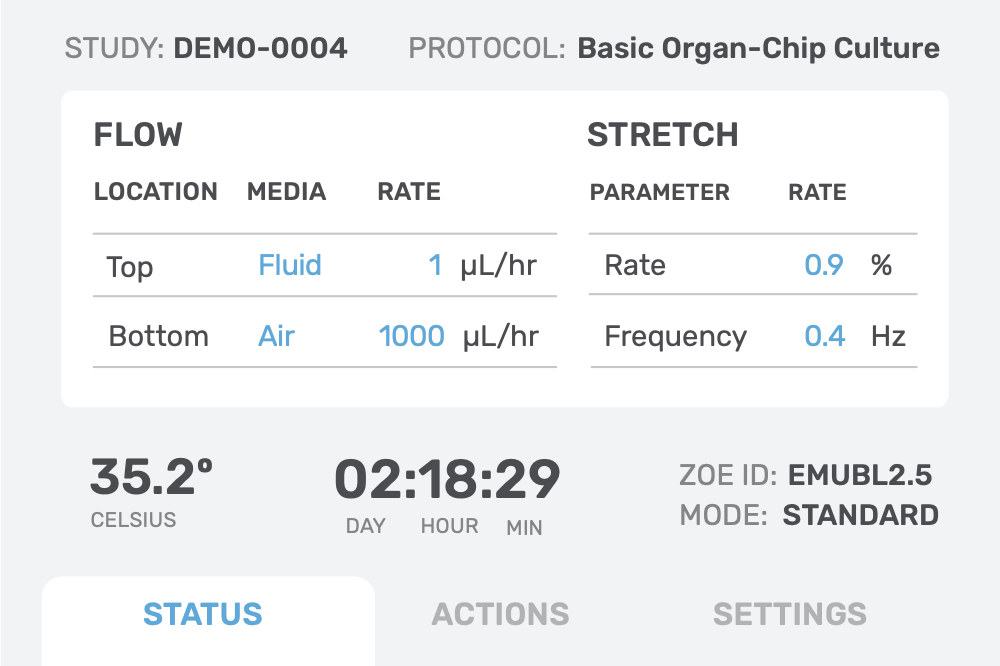 STUDY: DEMO-0004 PROTOCOL: Basic Organ-Chip Culture
FLOW STRETCH
LOCATION MEDIA RATE PARAMETER RATE
Top Fluid 1 µL/hr Rate 0.9 %
Bottom Air 1000 µL/hr Frequency 0.4 Hz
35.2º 02:18:29 ZOE ID: EMUBL2.5
CELSIUS DAY HOUR MIN MODE: STANDARD
STATUS ACTIONS SETTINGS